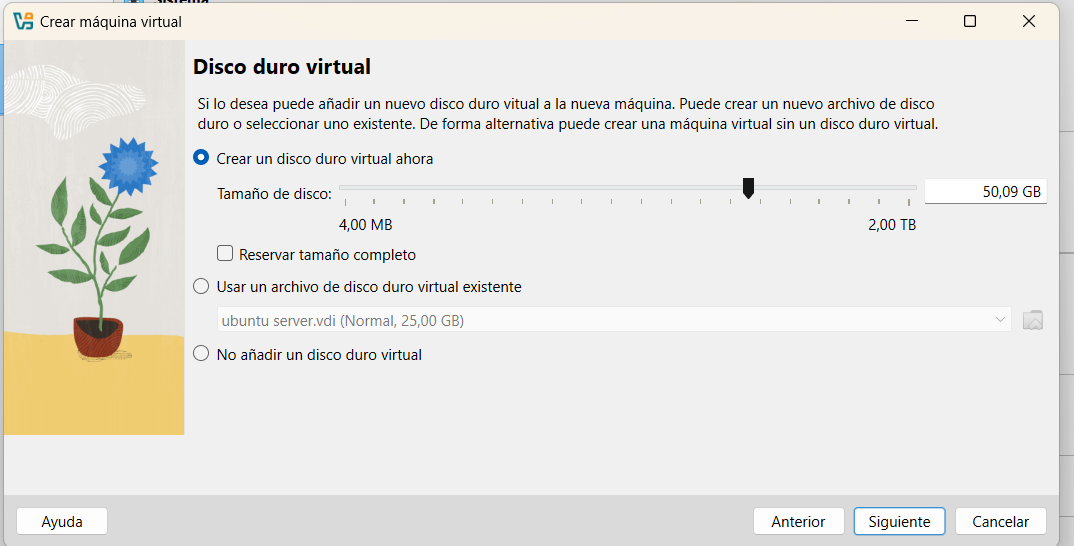 Sistema
Crear máquina virtual
Disco duro virtual
Si lo desea puede añadir un nuevo disco duro vitual a la nueva máquina. Puede crear un nuevo archivo de disco
duro o seleccionar uno existente. De forma alternativa puede crear una máquina virtual sin un disco duro virtual.
Crear un disco duro virtual ahora
Tamaño de disco:
50,09 GB
4,00 MB
2,00 TB
Reservar tamaño completo
Usar un archivo de disco duro virtual existente
ubuntu server.vdi (Normal, 25,00 GB)
No añadir un disco duro virtual
Ayuda
Anterior
Siguiente
Cancelar